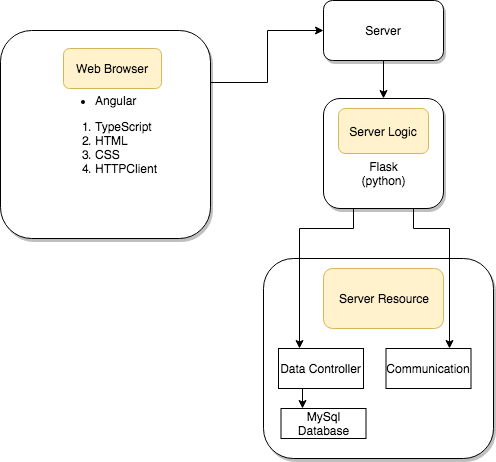 Web Browser
• Angular
1. TypeScript
2. HTML
3. CSS
4. HTTPClient
Server
Server Logic
Flask
(python)
Server Resource
Data Controller
Communication
MySql
Database